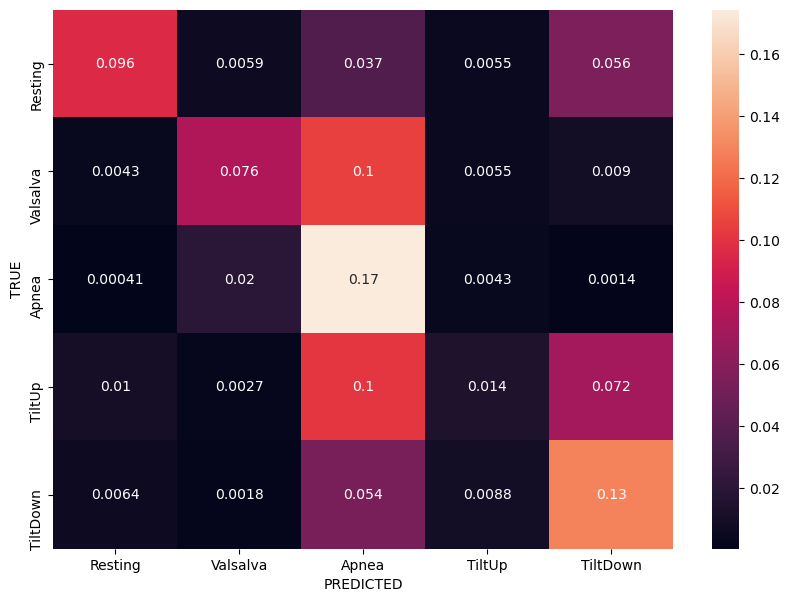 Resting 0.096 0.0059 0.037 0.0055 0.056
Valsalva 0.0043 0.076 0.1 0.0055 0.009
Apnea 0.00041 0.02 0.17 0.0043 0.0014
TiltUp 0.01 0.0027 0.1 0.014 0.072
TiltDown 0.0064 0.0018 0.054 0.0088 0.13
TRUE
Resting Valsalva Apnea TiltUp TiltDown
PREDICTED
0.16
0.14
0.12
0.10
0.08
0.06
0.04
0.02